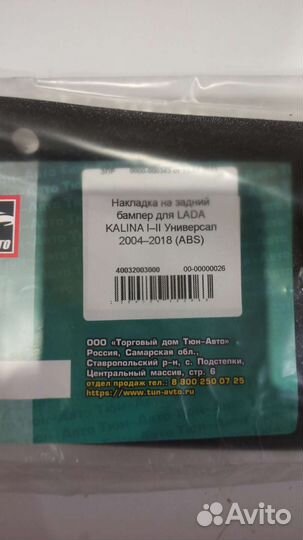 Накладка на задний
бампер для LADA
KALINA I–II Универсал
2004–2018 (ABS)
40032003000 00-00000026
ООО «Торговый дом Тюн-Авто»
Россия, Самарская обл.,
Ставропольский р-н, с. Подстепки,
Центральный массив, стр. 6
отдел продаж тел.: 8 800 250 07 25
https://www.tun-avto.ru
Avito